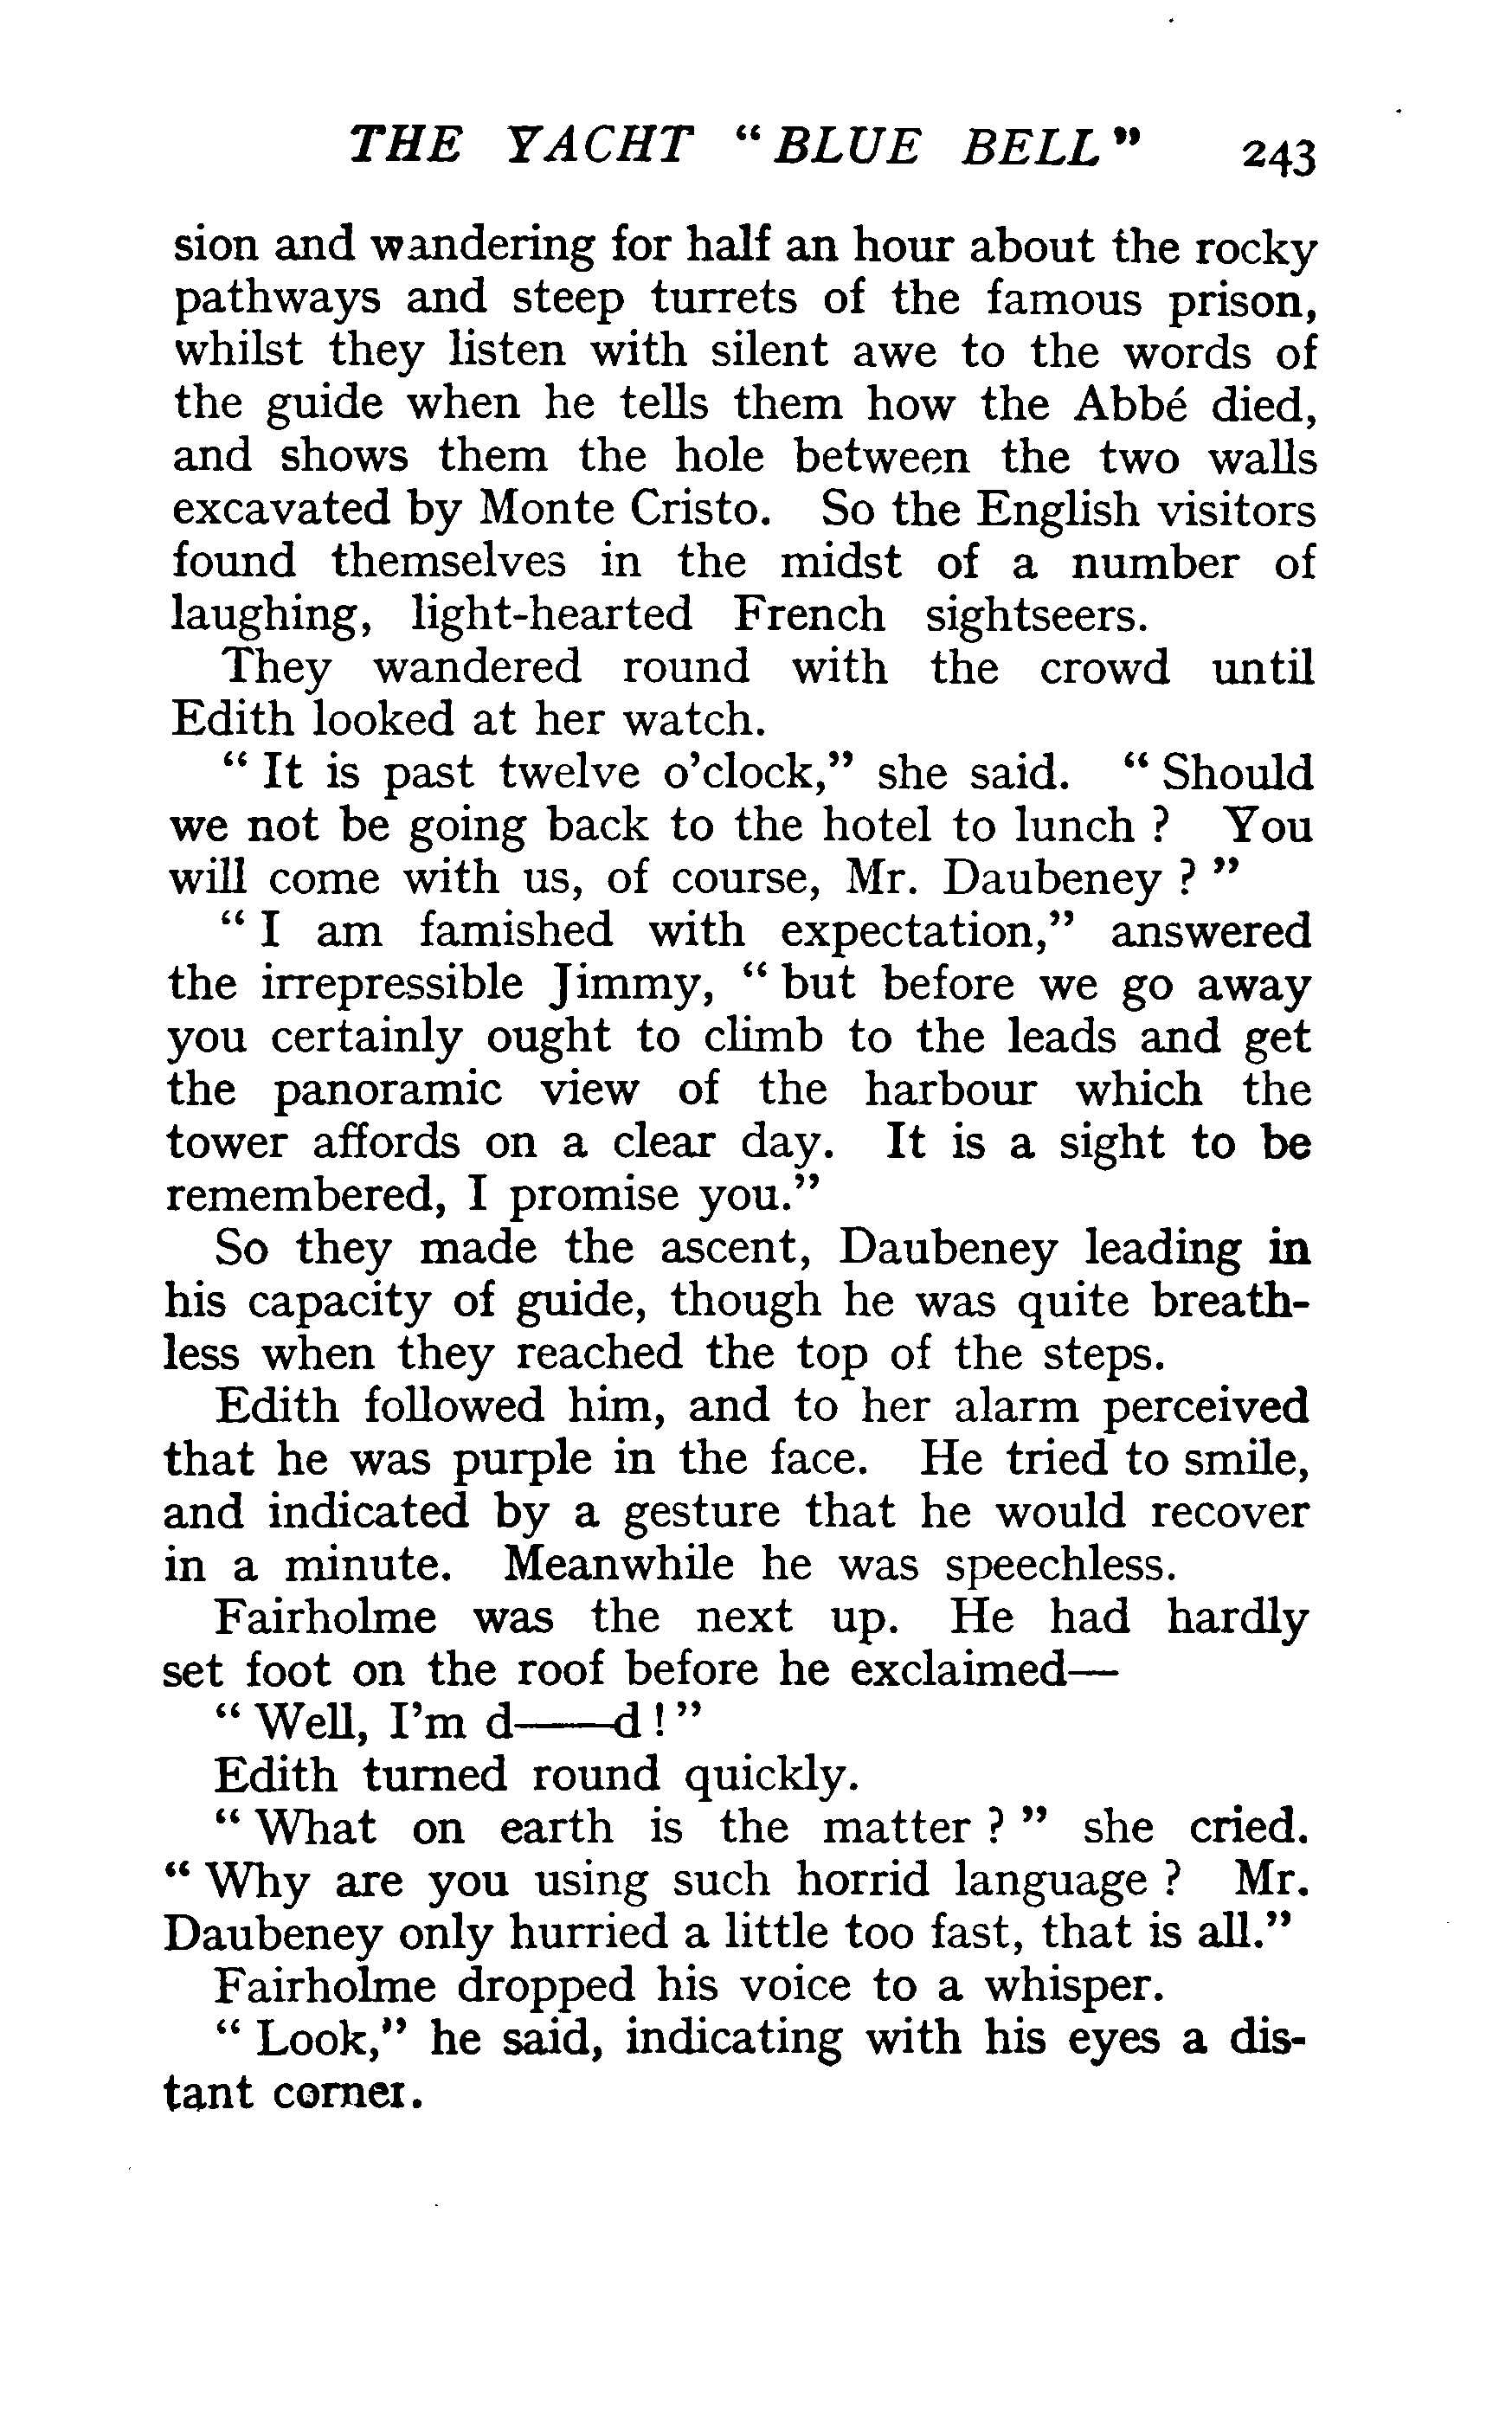 THE YACHT “BLUE BELL” 243
sion and wandering for half an hour about the rocky
pathways and steep turrets of the famous prison,
whilst they listen with silent awe to the words of
the guide when he tells them how the Abbé died,
and shows them the hole between the two walls
excavated by Monte Cristo. So the English visitors
found themselves in the midst of a number of
laughing, light-hearted French sightseers.
They wandered round with the crowd until
Edith looked at her watch.
“ It is past twelve o’clock,” she said. “ Should
we not be going back to the hotel to lunch ? You
will come with us, of course, Mr. Daubeney ? ”
“ I am famished with expectation,” answered
the irrepressible Jimmy, “ but before we go away
you certainly ought to climb to the leads and get
the panoramic view of the harbour which the
tower affords on a clear day. It is a sight to be
remembered, I promise you.”
So they made the ascent, Daubeney leading in
his capacity of guide, though he was quite breath-
less when they reached the top of the steps.
Edith followed him, and to her alarm perceived
that he was purple in the face. He tried to smile,
and indicated by a gesture that he would recover
in a minute. Meanwhile he was speechless.
Fairholme was the next up. He had hardly
set foot on the roof before he exclaimed—
“ Well, I’m d——d ! ”
Edith turned round quickly.
“ What on earth is the matter ? ” she cried.
“ Why are you using such horrid language ? Mr.
Daubeney only hurried a little too fast, that is all.”
Fairholme dropped his voice to a whisper.
“ Look,” he said, indicating with his eyes a dis-
tant corner.